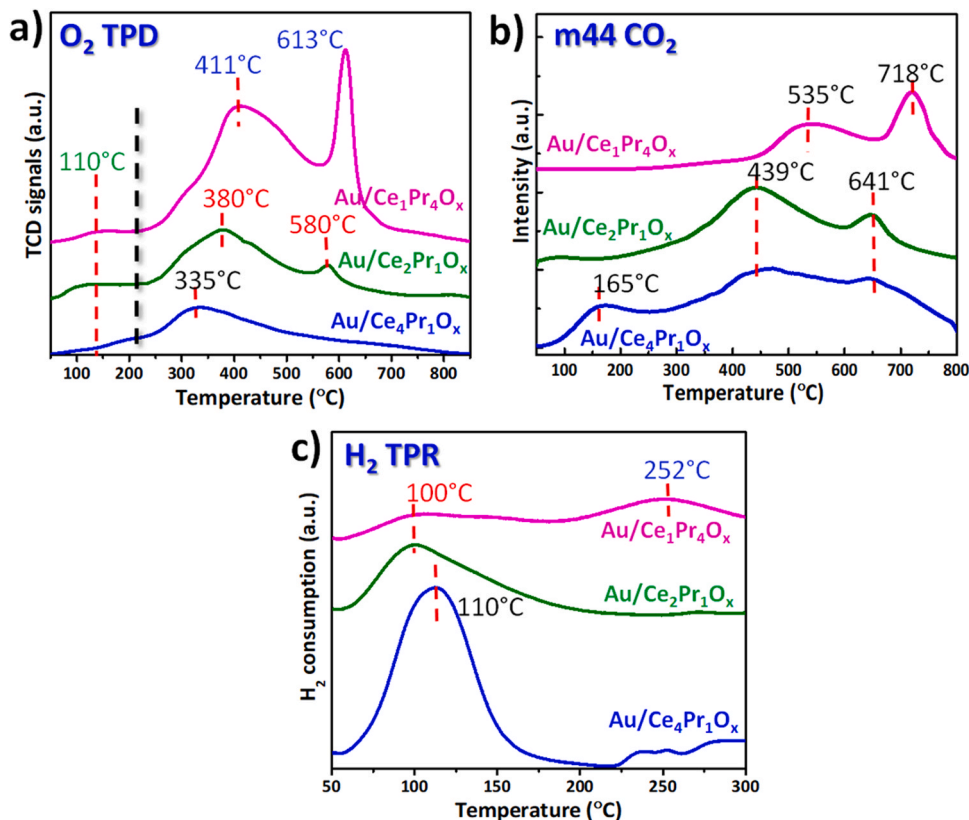 a)
O₂ TPD
411°C
613°C
110°C
380°C
580°C
335°C
Au/Ce₁Pr₄Oₓ
Au/Ce₂Pr₁Oₓ
Au/Ce₄Pr₁Oₓ
TCD signals (a.u.)
100 200 300 400 500 600 700 800
Temperature (°C)
b)
m44 CO₂
718°C
535°C
Au/Ce₁Pr₄Oₓ
439°C
641°C
Au/Ce₂Pr₁Oₓ
165°C
Au/Ce₄Pr₁Oₓ
Intensity (a.u.)
100 200 300 400 500 600 700 800
Temperature (°C)
c)
H₂ TPR
100°C
252°C
Au/Ce₁Pr₄Oₓ
Au/Ce₂Pr₁Oₓ
110°C
Au/Ce₄Pr₁Oₓ
H₂ consumption (a.u.)
50 100 150 200 250 300
Temperature (°C)